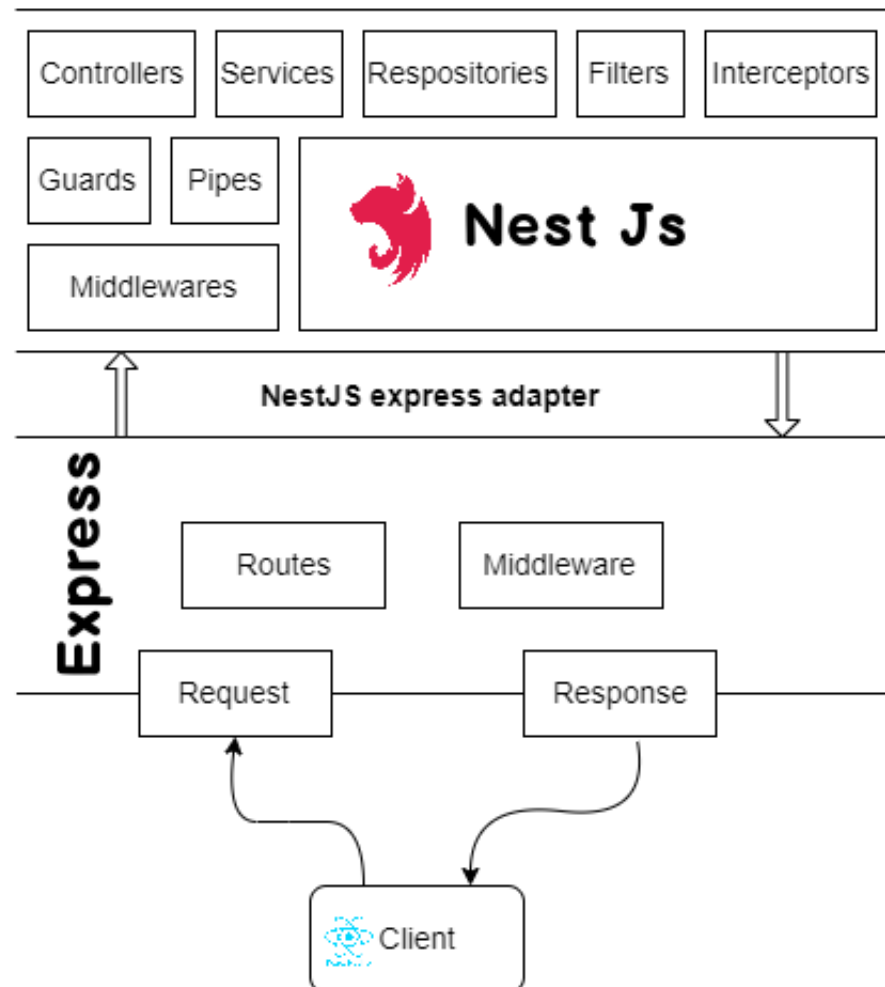 Controllers
Services
Respositories
Filters
Interceptors
Guards
Pipes
Nest Js
Middlewares
NestJS express adapter
Express
Routes
Middleware
Request
Response
Client